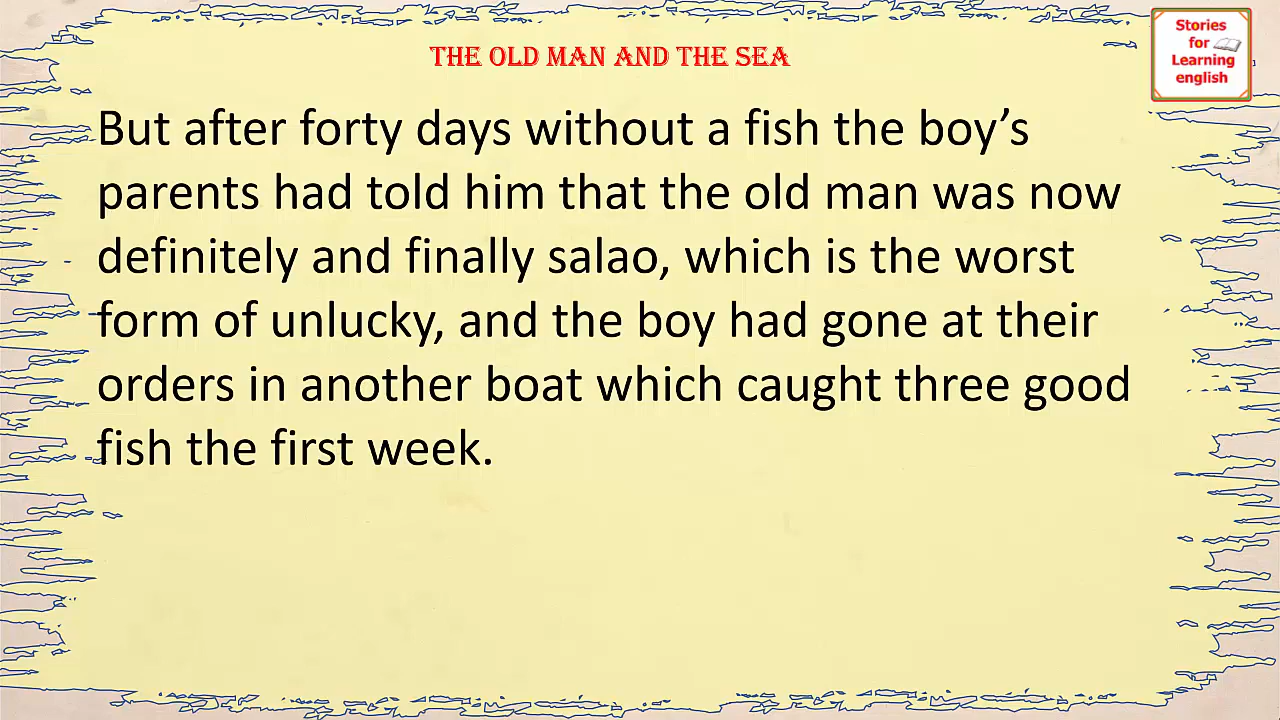 THE OLD MAN AND THE SEA
Stories
for
Learning
english
But after forty days without a fish the boy’s
parents had told him that the old man was now
definitely and finally salao, which is the worst
form of unlucky, and the boy had gone at their
orders in another boat which caught three good
fish the first week.